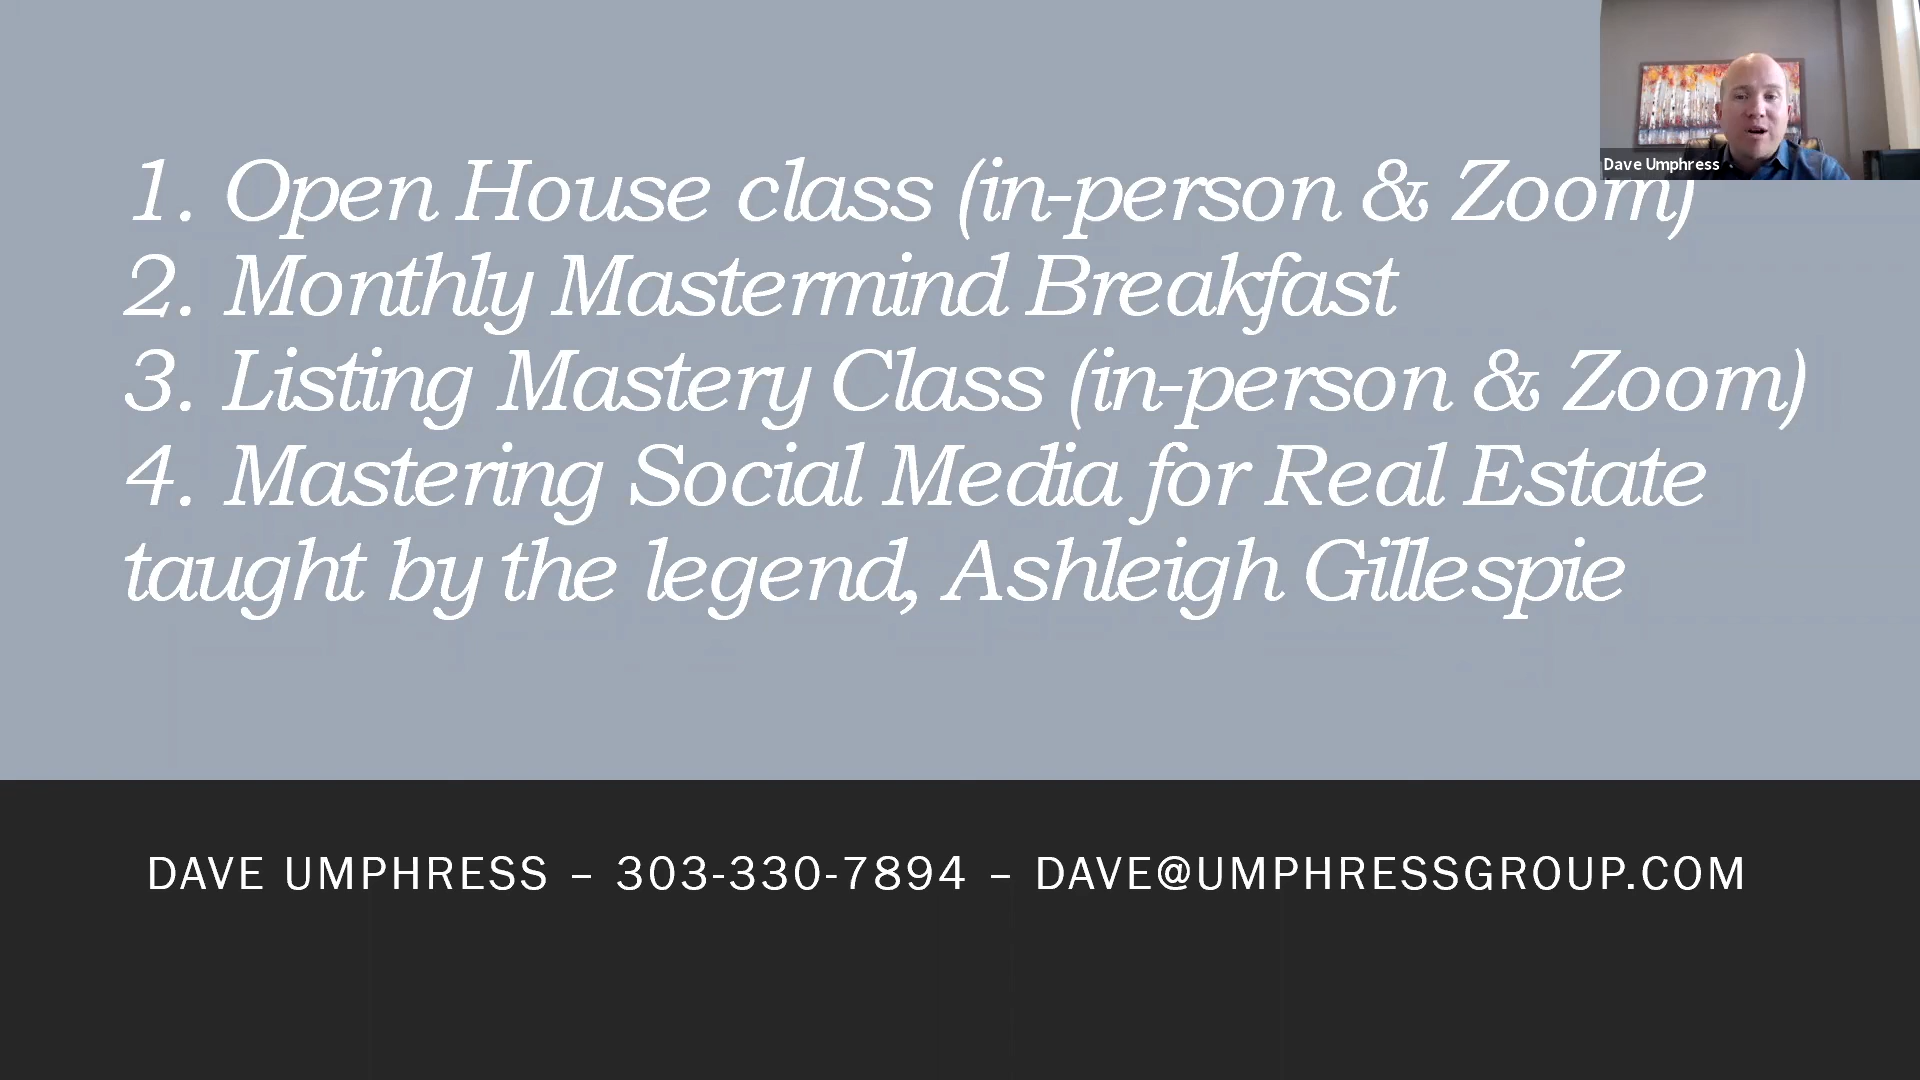 1. Open House class (in-person & Zoom)
Dave Umphress
2. Monthly Mastermind Breakfast
3. Listing Mastery Class (in-person & Zoom)
4. Mastering Social Media for Real Estate
taught by the legend, Ashleigh Gillespie
DAVE UMPHRESS – 303-330-7894 – DAVE@UMPHRESSGROUP.COM